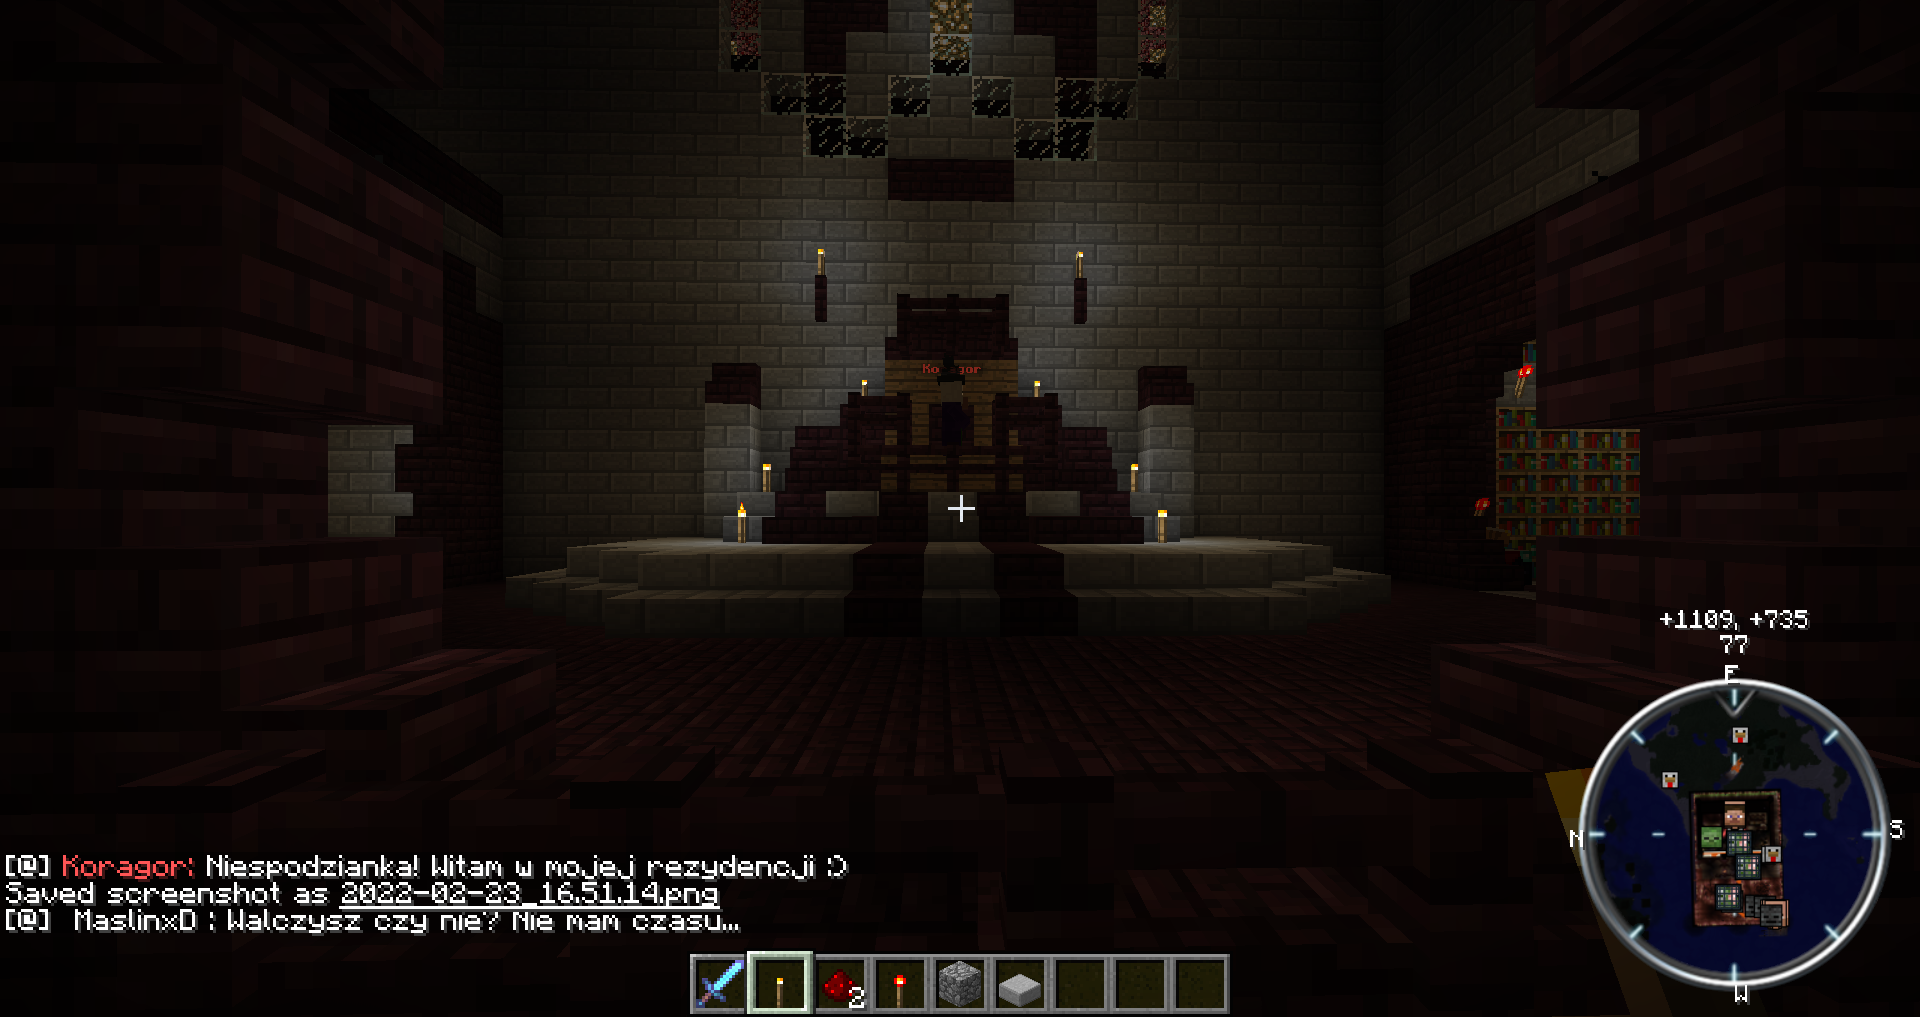 Koragor
+1109, +735
77
E
N
S
[@] Koragor: Niespodzianka! Witam w mojej rezydencji :)
Saved screenshot as 2022-02-23_16.51.14.png
[@]  MaslinxD : Walczysz czy nie? Nie mam czasu...
2
W